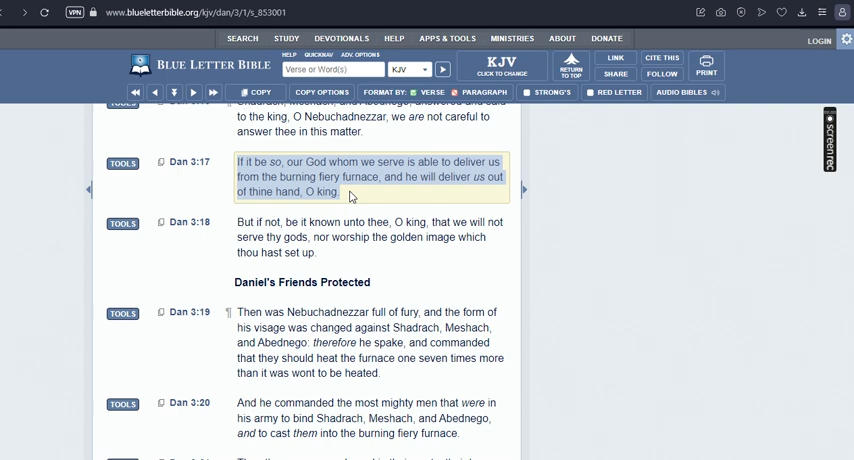 VPN www.blueletterbible.org/kjv/dan/3/1/s_853001
SEARCH STUDY DEVOTIONALS HELP APPS & TOOLS MINISTRIES ABOUT DONATE LOGIN
BLUE LETTER BIBLE
HELP QUICKNAV ADV. OPTIONS
Verse or Word(s) KJV
KJV
CLICK TO CHANGE
RETURN
TO TOP
LINK CITE THIS
SHARE FOLLOW
PRINT
COPY COPY OPTIONS FORMAT BY: VERSE PARAGRAPH STRONG'S RED LETTER AUDIO BIBLES
TOOLS Shadrach, Meshach, and Abednego, answered and said
to the king, O Nebuchadnezzar, we are not careful to
answer thee in this matter.
TOOLS Dan 3:17 If it be so, our God whom we serve is able to deliver us
from the burning fiery furnace, and he will deliver us out
of thine hand, O king.
TOOLS Dan 3:18 But if not, be it known unto thee, O king, that we will not
serve thy gods, nor worship the golden image which
thou hast set up.
Daniel's Friends Protected
TOOLS Dan 3:19 ¶ Then was Nebuchadnezzar full of fury, and the form of
his visage was changed against Shadrach, Meshach,
and Abednego: therefore he spake, and commanded
that they should heat the furnace one seven times more
than it was wont to be heated.
TOOLS Dan 3:20 And he commanded the most mighty men that were in
his army to bind Shadrach, Meshach, and Abednego,
and to cast them into the burning fiery furnace.
screenrec